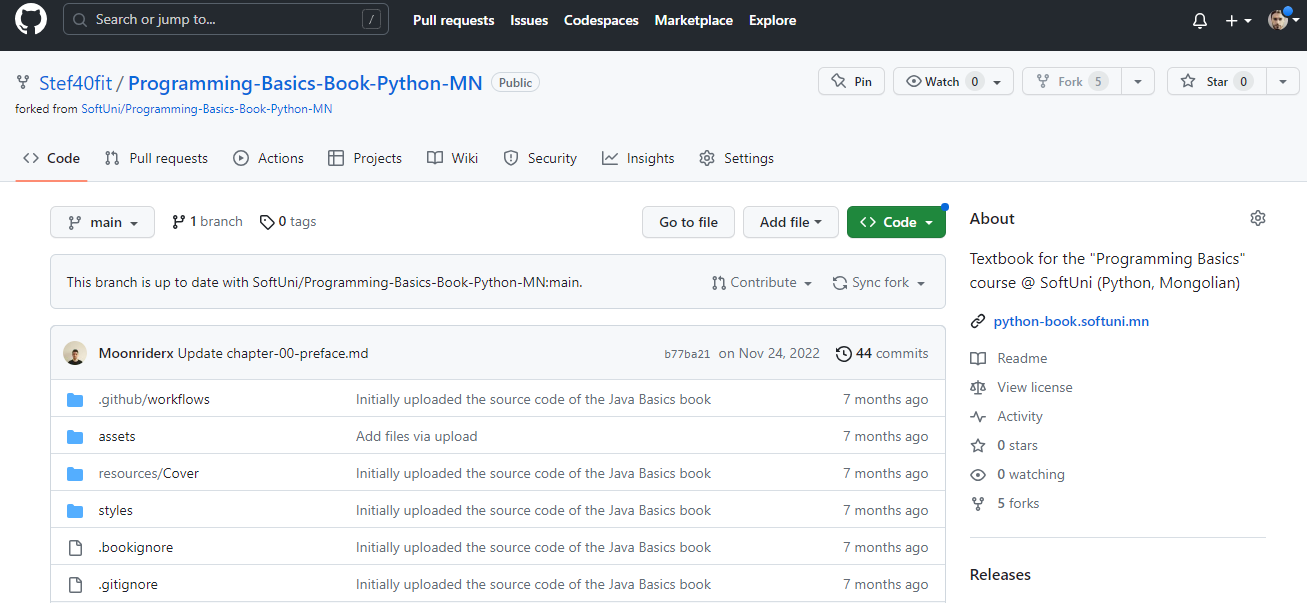 Search or jump to... /
Pull requests Issues Codespaces Marketplace Explore
Stef40fit / Programming-Basics-Book-Python-MN Public
Pin Watch 0 Fork 5 Star 0
forked from SoftUni/Programming-Basics-Book-Python-MN
Code Pull requests Actions Projects Wiki Security Insights Settings
main 1 branch 0 tags Go to file Add file Code
This branch is up to date with SoftUni/Programming-Basics-Book-Python-MN:main. Contribute Sync fork
Moonriderx Update chapter-00-preface.md b77ba21 on Nov 24, 2022 44 commits
.github/workflows Initially uploaded the source code of the Java Basics book 7 months ago
assets Add files via upload 7 months ago
resources/Cover Initially uploaded the source code of the Java Basics book 7 months ago
styles Initially uploaded the source code of the Java Basics book 7 months ago
.bookignore Initially uploaded the source code of the Java Basics book 7 months ago
.gitignore Initially uploaded the source code of the Java Basics book 7 months ago
About
Textbook for the "Programming Basics"
course @ SoftUni (Python, Mongolian)
python-book.softuni.mn
Readme
View license
Activity
0 stars
0 watching
5 forks
Releases